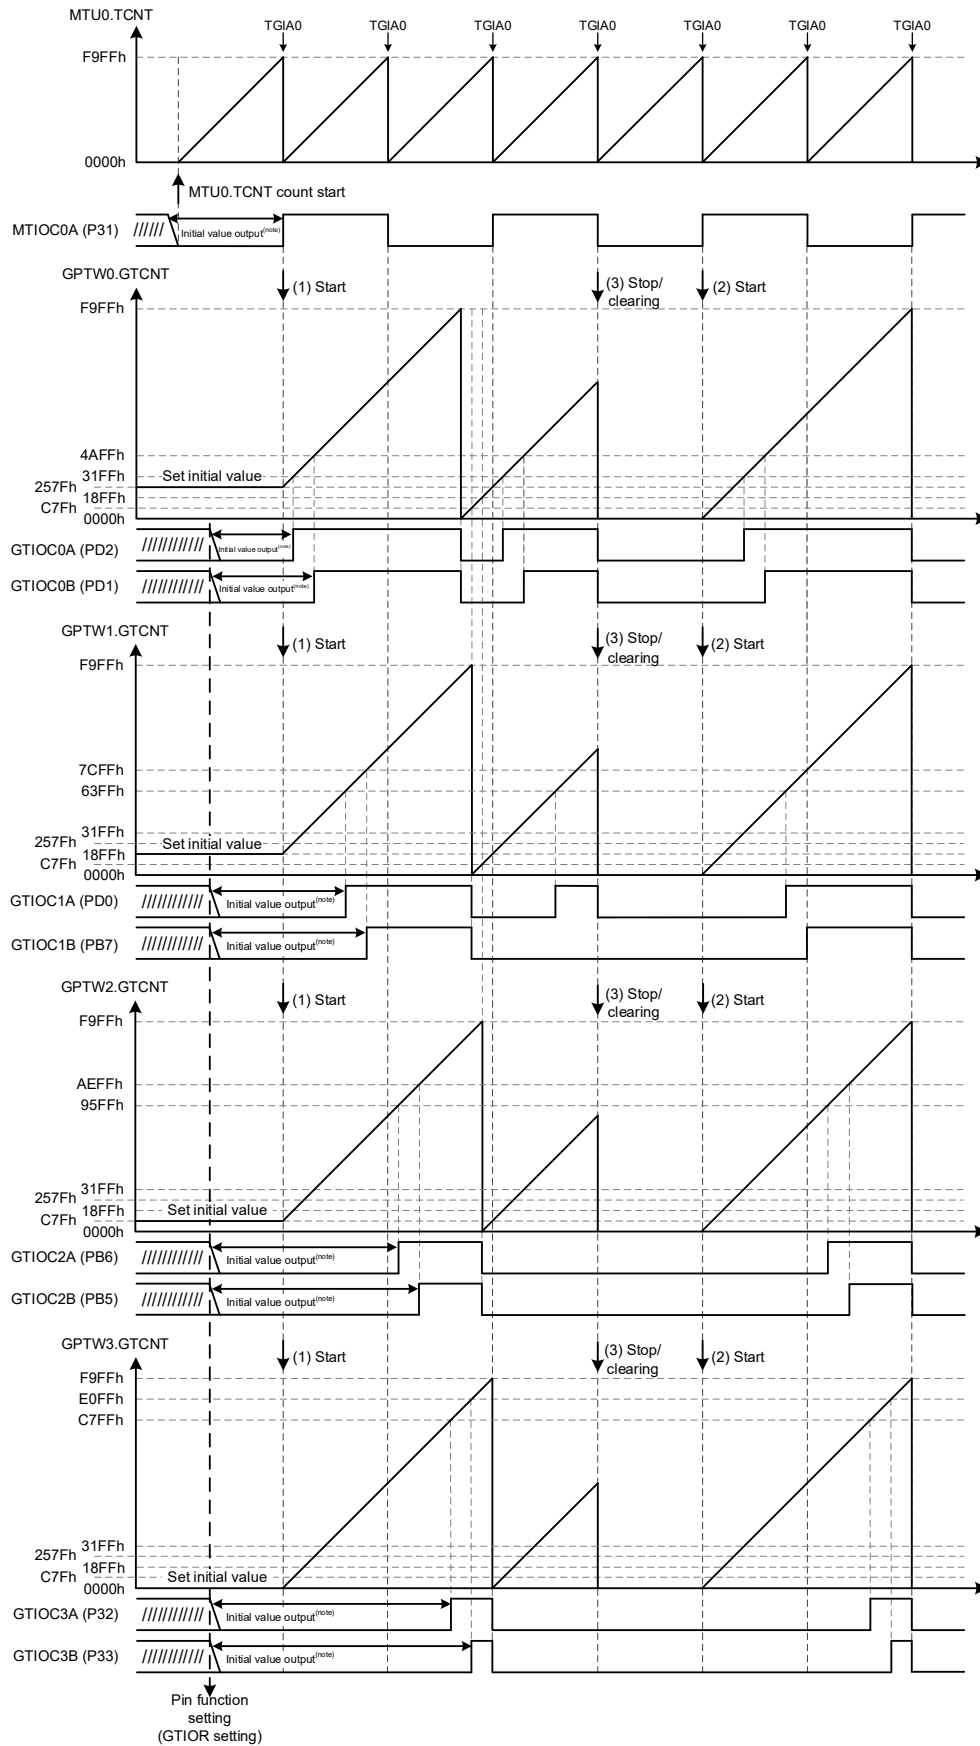 MTU0.TCNT
TGIA0 TGIA0 TGIA0 TGIA0 TGIA0 TGIA0 TGIA0
F9FFh
0000h
MTU0.TCNT count start
MTIOC0A (P31)
Initial value output(note)
GPTW0.GTCNT
(1) Start
(3) Stop/
clearing
(2) Start
F9FFh
4AFFh
31FFh
Set initial value
257Fh
18FFh
C7Fh
0000h
GTIOC0A (PD2)
Initial value output(note)
GTIOC0B (PD1)
Initial value output(note)
GPTW1.GTCNT
(1) Start
(3) Stop/
clearing
(2) Start
F9FFh
7CFFh
63FFh
31FFh
257Fh
Set initial value
18FFh
C7Fh
0000h
GTIOC1A (PD0)
Initial value output(note)
GTIOC1B (PB7)
Initial value output(note)
GPTW2.GTCNT
(1) Start
(3) Stop/
clearing
(2) Start
F9FFh
AEFFh
95FFh
31FFh
257Fh
18FFh
Set initial value
C7Fh
0000h
GTIOC2A (PB6)
Initial value output(note)
GTIOC2B (PB5)
Initial value output(note)
GPTW3.GTCNT
(1) Start
(3) Stop/
clearing
(2) Start
F9FFh
E0FFh
C7FFh
31FFh
257Fh
18FFh
C7Fh
Set initial value
0000h
GTIOC3A (P32)
Initial value output(note)
GTIOC3B (P33)
Initial value output(note)
Pin function
setting
(GTIOR setting)